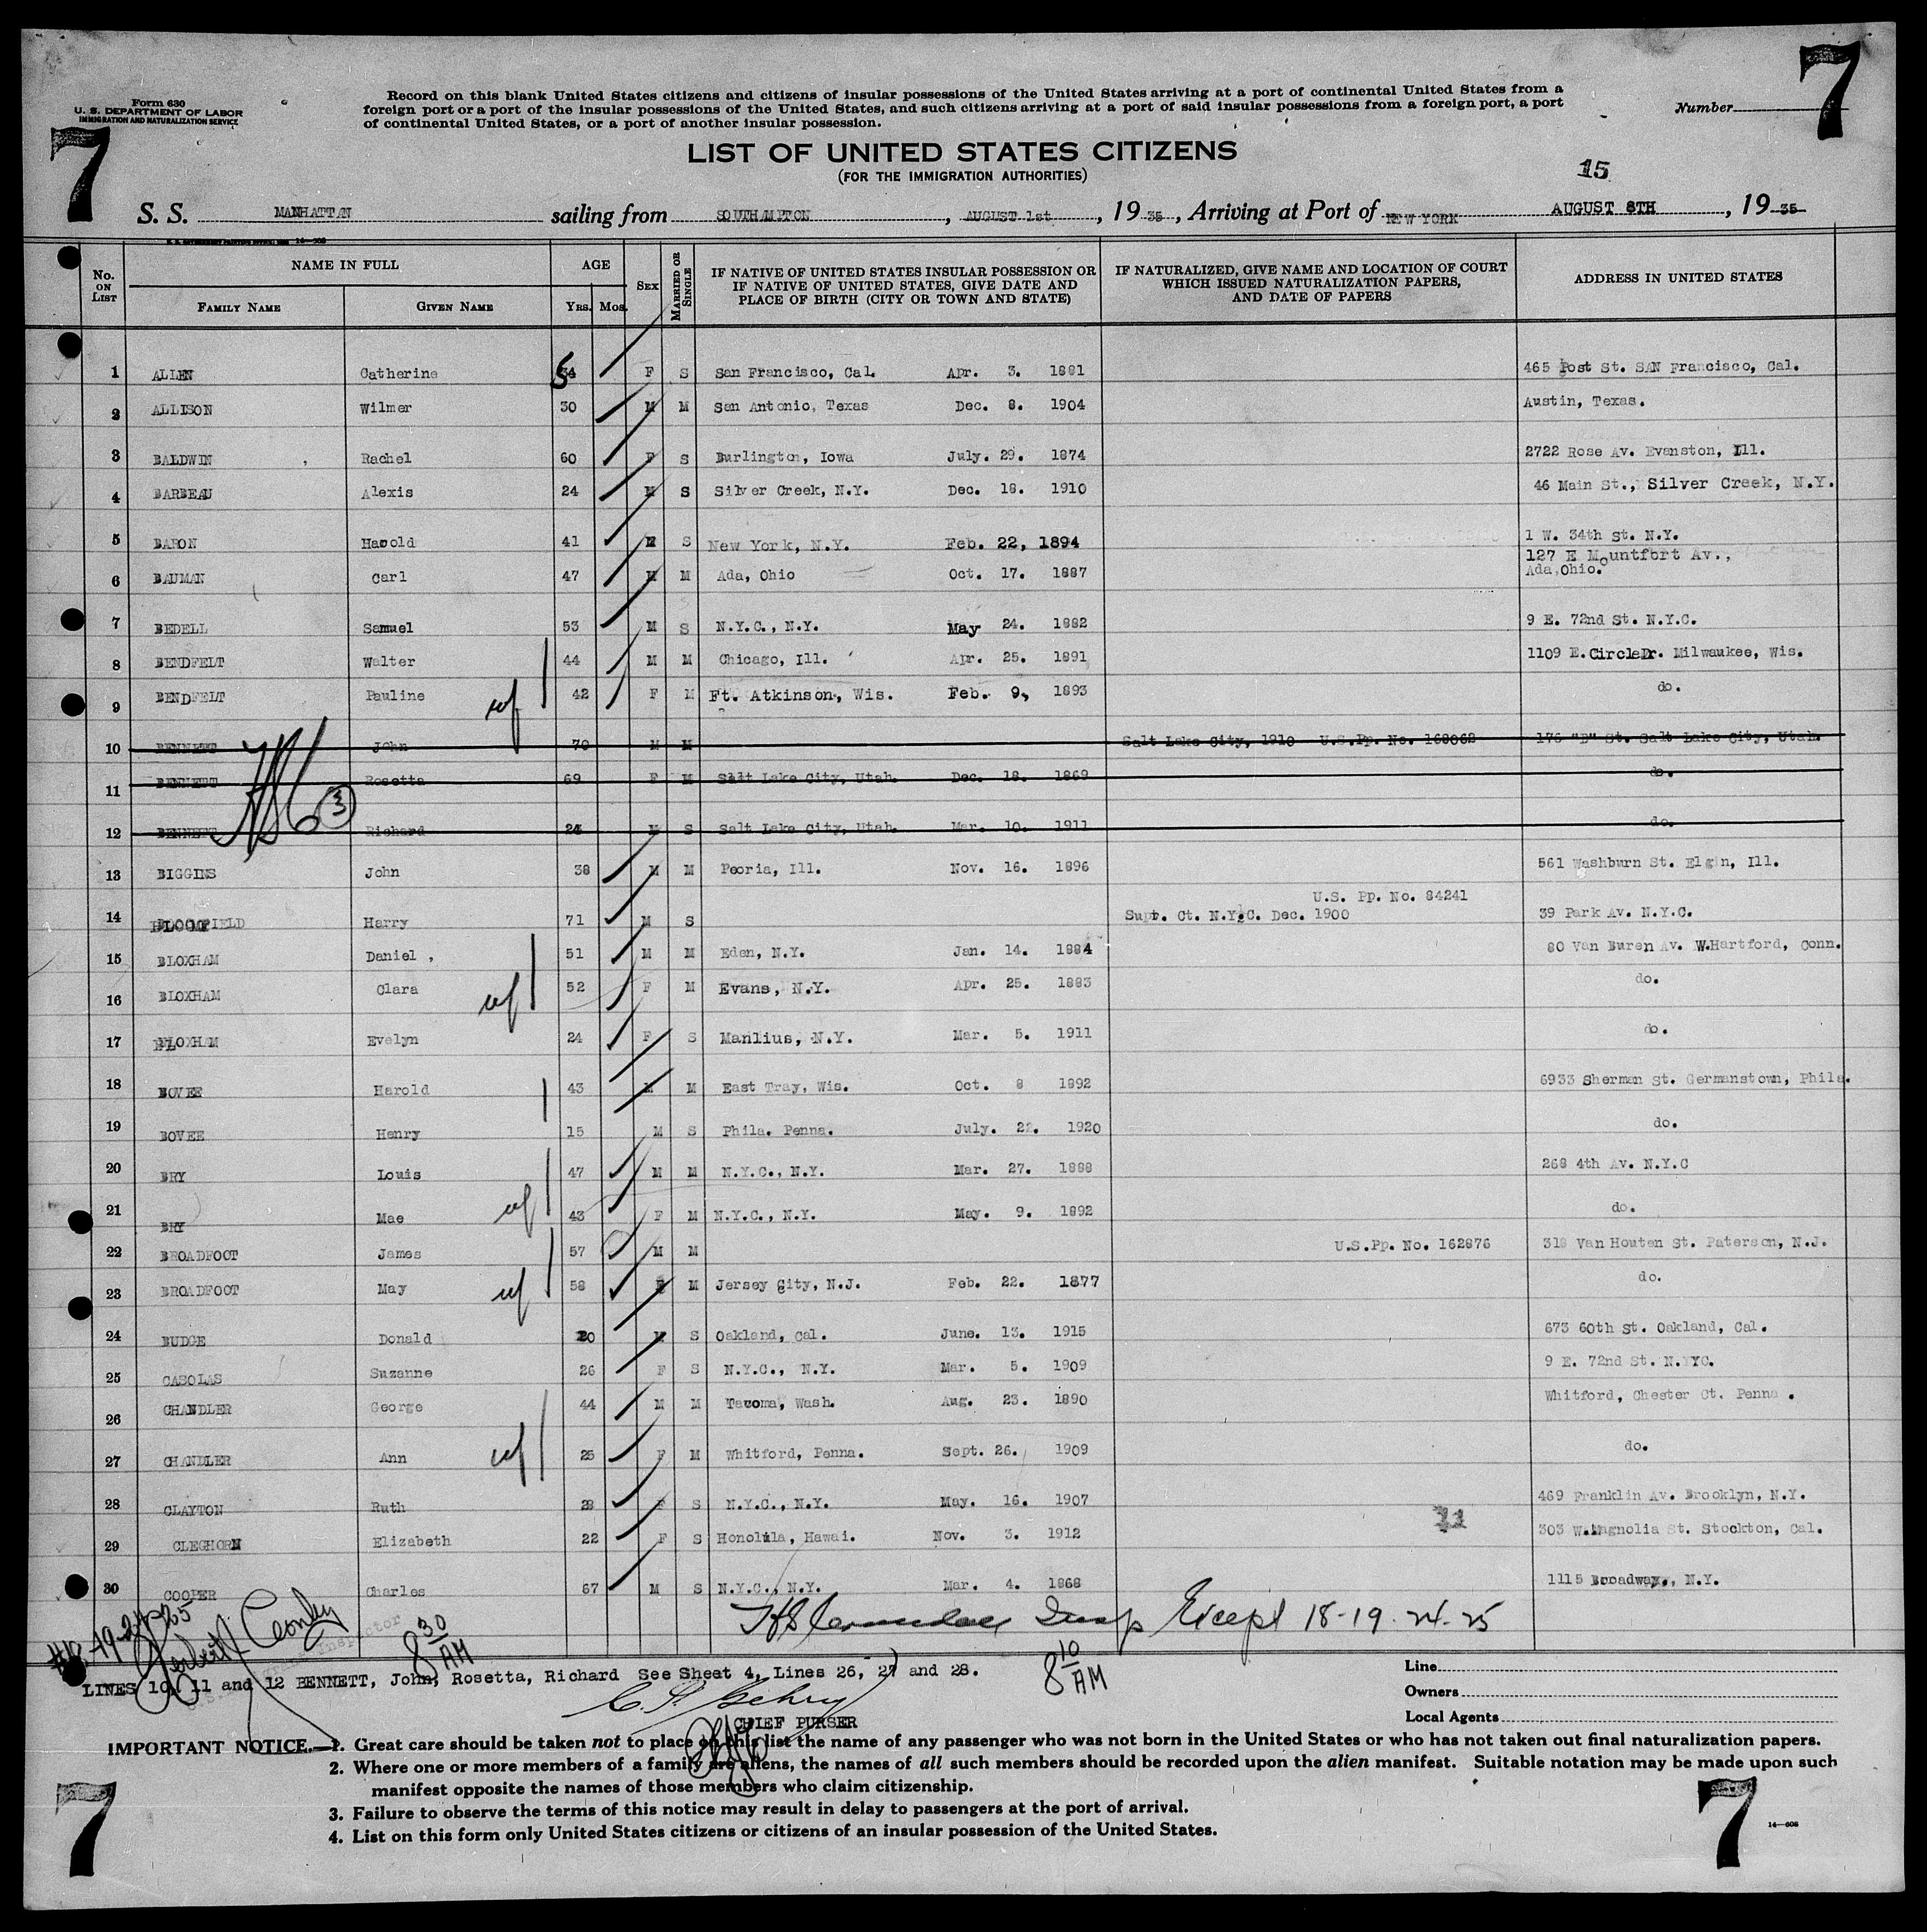 7
7
Form 630
U. S. DEPARTMENT OF LABOR
IMMIGRATION AND NATURALIZATION SERVICE
Record on this blank United States citizens and citizens of insular possessions of the United States arriving at a port of continental United States from a
foreign port or a port of the insular possessions of the United States, and such citizens arriving at a port of said insular possessions from a foreign port, a port
of continental United States, or a port of another insular possession.
Number
LIST OF UNITED STATES CITIZENS
(FOR THE IMMIGRATION AUTHORITIES)
15
S. S. MANHATTAN sailing from SOUTHAMPTON, AUGUST 1st, 1935, Arriving at Port of NEW YORK AUGUST 8TH, 1935
No. ON LIST NAME IN FULL FAMILY NAME GIVEN NAME AGE YRS. MOS. SEX MARRIED OR SINGLE IF NATIVE OF UNITED STATES INSULAR POSSESSION OR IF NATIVE OF UNITED STATES, GIVE DATE AND PLACE OF BIRTH (CITY OR TOWN AND STATE) IF NATURALIZED, GIVE NAME AND LOCATION OF COURT WHICH ISSUED NATURALIZATION PAPERS, AND DATE OF PAPERS ADDRESS IN UNITED STATES
1 ALLEN Catherine 54 F S San Francisco, Cal. Apr. 3. 1881 465 Post St. SAN Francisco, Cal.
2 ALLISON Wilmer 30 M M San Antonio, Texas Dec. 8. 1904 Austin, Texas.
3 BALDWIN Rachel 60 F S Burlington, Iowa July. 29. 1874 2722 Rose Av. Evanston, Ill.
4 BARBEAU Alexis 24 M S Silver Creek, N.Y. Dec. 18. 1910 46 Main St., Silver Creek, N.Y.
5 BARON Harold 41 M S New York, N.Y. Feb. 22, 1894 1 W. 34th St. N.Y.
6 BAUMAN Carl 47 M M Ada, Ohio Oct. 17. 1887 127 E Mountfort Av., Ada, Ohio.
7 BEDELL Samuel 53 M S N.Y.C., N.Y. May 24. 1882 9 E. 72nd St. N.Y.C.
8 BENDFELT Walter 44 M M Chicago, Ill. Apr. 25. 1891 1109 E.CircleDr. Milwaukee, Wis.
9 BENDFELT Pauline wf 42 F M Ft. Atkinson, Wis. Feb. 9, 1893 do.
10 BENNETT John 70 M M Salt Lake City, 1910 U.S.Pp. No. 168062 176 "B" St. Salt Lake City, Utah.
11 BENNETT Rosetta 69 F M Salt Lake City, Utah. Dec. 18. 1869 do.
3
12 BENNETT Richard 24 M S Salt Lake City, Utah. Mar. 10. 1911 do.
13 BIGGINS John 38 M M Peoria, Ill. Nov. 16. 1896 561 Washburn St. Elgin, Ill.
U.S. Pp. No. 84241
14 BLOOMFIELD Harry 71 M S Supr. Ct. N.Y.C. Dec. 1900 39 Park Av. N.Y.C.
15 BLOXHAM Daniel, 51 M M Eden, N.Y. Jan. 14. 1884 80 Van Buren Av. W.Hartford, Conn.
16 BLOXHAM Clara wf 52 F M Evans, N.Y. Apr. 25. 1883 do.
17 BLOXHAM Evelyn 24 F S Manlius, N.Y. Mar. 5. 1911 do.
18 BOVEE Harold 43 M M East Tray, Wis. Oct. 8 1892 6933 Sherman St. Germanstown, Phila.
19 BOVEE Henry 15 M S Phila. Penna. July. 22. 1920 do.
20 BRY Louis 47 M M N.Y.C., N.Y. Mar. 27. 1888 268 4th Av. N.Y.C
21 BRY Mae wf 43 F M N.Y.C., N.Y. May. 9. 1892 do.
22 BROADFOOT James 57 M M U.S.Pp. No. 162876 318 Van Houten St. Paterson, N.J.
23 BROADFOOT May wf 58 F M Jersey City, N.J. Feb. 22. 1877 do.
24 BUDGE Donald 20 M S Oakland, Cal. June. 13. 1915 673 60th St. Oakland, Cal.
25 CASOLAS Suzanne 26 F S N.Y.C., N.Y. Mar. 5. 1909 9 E. 72nd St. N.YYC.
26 CHANDLER George 44 M M Tacoma, Wash. Aug. 23. 1890 Whitford, Chester Ct. Penna.
27 CHANDLER Ann wf 25 F M Whitford, Penna. Sept. 26. 1909 do.
28 CLAYTON Ruth 28 F S N.Y.C., N.Y. May. 16. 1907 469 Franklin Av. Brooklyn, N.Y.
11
29 CLEGHORN Elizabeth 22 F S Honolula, Hawai. Nov. 3. 1912 303 W.Magnolia St. Stockton, Cal.
30 COOPER Charles 67 M S N.Y.C., N.Y. Mar. 4. 1868 1115 Broadway., N.Y.
Insp Except 18-19-24-25
#18-19-24-25
Inspector
8 30 AM
8 10 AM
LINES 10, 11 and 12 BENNETT, John, Rosetta, Richard See Sheet 4, Lines 26, 27 and 28.
CHIEF PURSER
Line
Owners
Local Agents
IMPORTANT NOTICE.—1. Great care should be taken not to place on this list the name of any passenger who was not born in the United States or who has not taken out final naturalization papers.
2. Where one or more members of a family are aliens, the names of all such members should be recorded upon the alien manifest. Suitable notation may be made upon such
manifest opposite the names of those members who claim citizenship.
3. Failure to observe the terms of this notice may result in delay to passengers at the port of arrival.
4. List on this form only United States citizens or citizens of an insular possession of the United States.
14—608
7
7